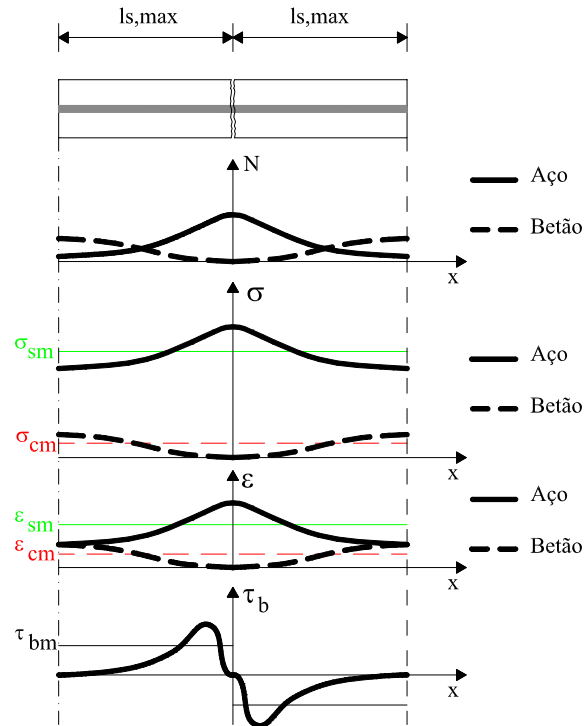 ls,max ls,max
N
Aço
Betão
x
σ
σsm
Aço
Betão
σcm
x
ε
Aço
εsm
εcm
Betão
x
τb
τbm
x